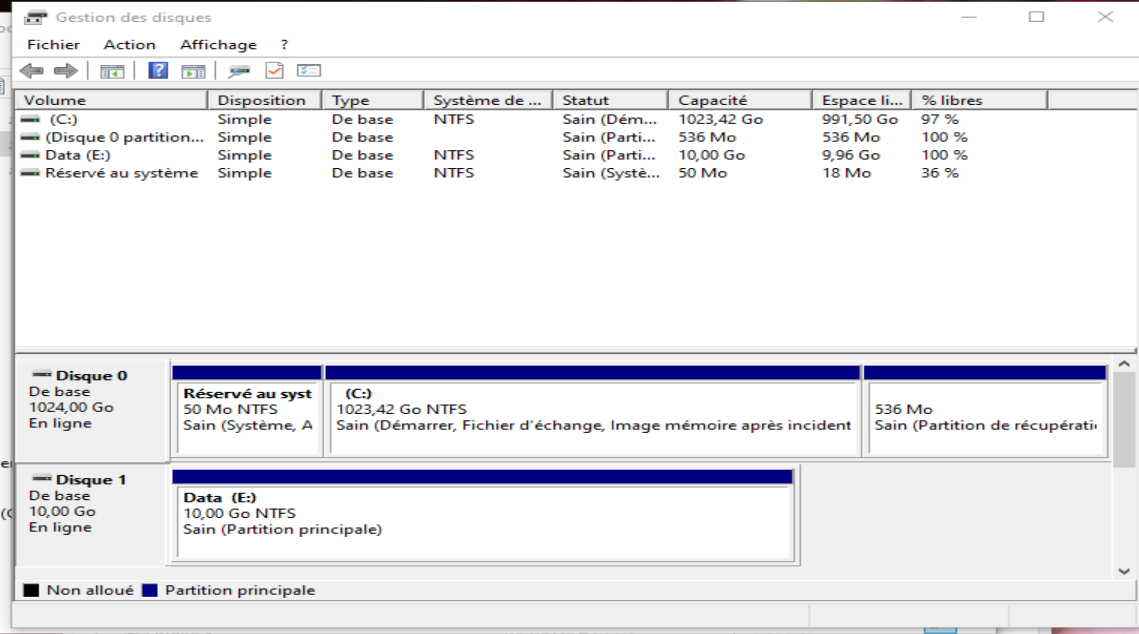 Gestion des disques
Fichier Action Affichage ?
Volume Disposition Type Système de ... Statut Capacité Espace li... % libres
(C:) Simple De base NTFS Sain (Dém... 1023,42 Go 991,50 Go 97 %
(Disque 0 partition... Simple De base Sain (Parti... 536 Mo 536 Mo 100 %
Data (E:) Simple De base NTFS Sain (Parti... 10,00 Go 9,96 Go 100 %
Réservé au système Simple De base NTFS Sain (Systè... 50 Mo 18 Mo 36 %
Disque 0
De base
1024,00 Go
En ligne
Réservé au syst
50 Mo NTFS
Sain (Système, A
(C:)
1023,42 Go NTFS
Sain (Démarrer, Fichier d'échange, Image mémoire après incident
536 Mo
Sain (Partition de récupérati
Disque 1
De base
10,00 Go
En ligne
Data (E:)
10,00 Go NTFS
Sain (Partition principale)
Non alloué Partition principale